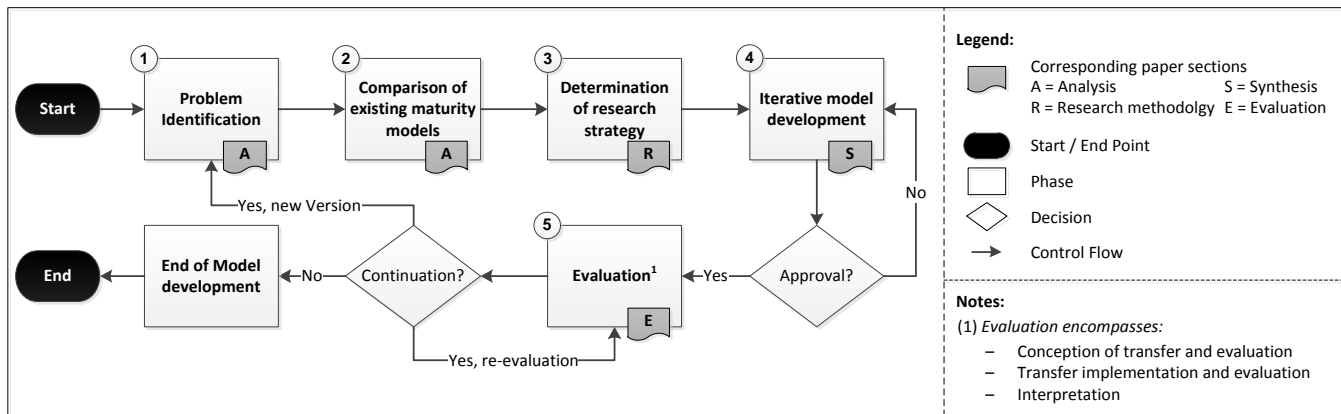 1
2
3
4
Start
Problem
Identification
A
Comparison of
existing maturity
models
A
Determination
of research
strategy
R
Iterative model
development
S
No
Yes, new Version
5
End
End of Model
development
No
Continuation?
Evaluation1
E
Yes
Approval?
Yes, re-evaluation
Legend:
Corresponding paper sections
A = Analysis S = Synthesis
R = Research methodolgy E = Evaluation
Start / End Point
Phase
Decision
Control Flow
Notes:
(1) Evaluation encompasses:
– Conception of transfer and evaluation
– Transfer implementation and evaluation
– Interpretation